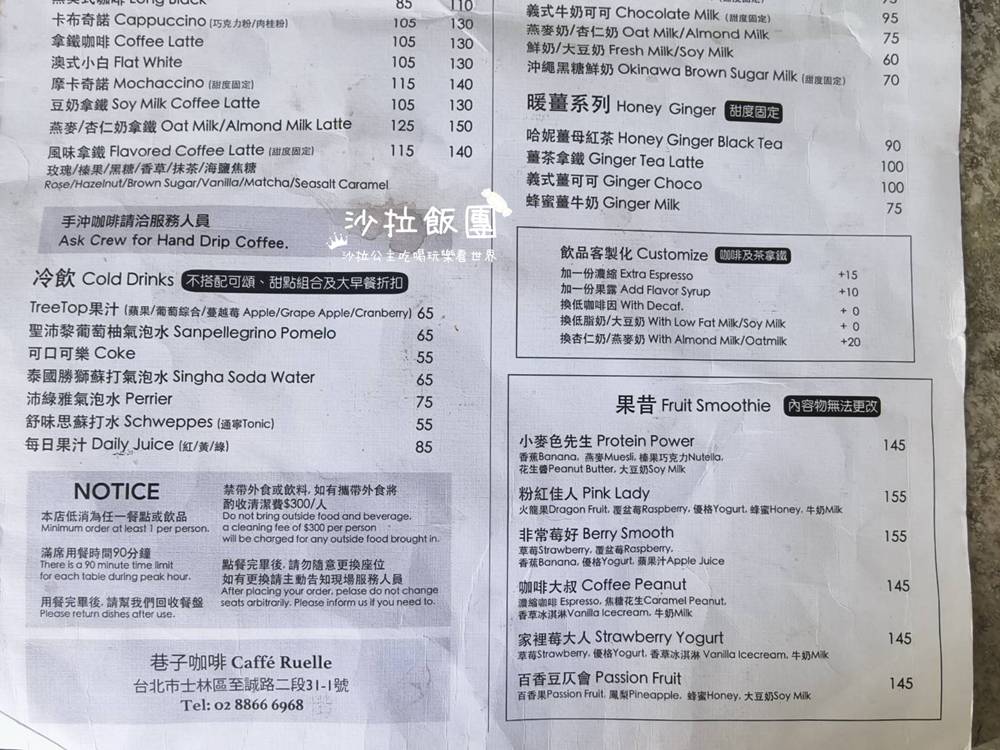 Long Black 85 110
卡布奇諾 Cappuccino (巧克力粉/肉桂粉) 105 130
拿鐵咖啡 Coffee Latte 105 130
澳式小白 Flat White 105 130
摩卡奇諾 Mochaccino (甜度固定) 115 140
豆奶拿鐵 Soy Milk Coffee Latte 105 130
燕麥/杏仁奶拿鐵 Oat Milk/Almond Milk Latte 125 150
風味拿鐵 Flavored Coffee Latte (甜度固定) 115 140
玫瑰/榛果/黑糖/香草/抹茶/海鹽焦糖
Rose/Hazelnut/Brown Sugar/Vanilla/Matcha/Seasalt Caramel
手沖咖啡請洽服務人員
Ask Crew for Hand Drip Coffee.
沙拉飯團
沙拉公主吃喝玩樂看世界
冷飲 Cold Drinks 不搭配可頌、甜點組合及大早餐折扣
TreeTop果汁 (蘋果/葡萄綜合/蔓越莓 Apple/Grape Apple/Cranberry) 65
聖沛黎葡萄柚氣泡水 Sanpellegrino Pomelo 65
可口可樂 Coke 55
泰國勝獅蘇打氣泡水 Singha Soda Water 65
沛綠雅氣泡水 Perrier 75
舒味思蘇打水 Schweppes (通寧Tonic) 55
每日果汁 Daily Juice (紅/黃/綠) 85
NOTICE
本店低消為任一餐點或飲品
Minimum order at least 1 per person.
滿席用餐時間90分鐘
There is a 90 minute time limit
for each table during peak hour.
用餐完畢後, 請幫我們回收餐盤
Please return dishes after use.
禁帶外食或飲料, 如有攜帶外食將
酌收清潔費$300/人
Do not bring outside food and beverage.
a cleaning fee of $300 per person
will be charged for any outside food brought in.
點餐完畢後, 請勿隨意更換座位
如有更換請主動告知現場服務人員
After placing your order, pelase do not change
seats arbitrarily. Please inform us if you need to.
巷子咖啡 Caffé Ruelle
台北市士林區至誠路二段31-1號
Tel: 02 8866 6968
義式牛奶可可 Chocolate Milk (甜度固定) 95
燕麥奶/杏仁奶 Oat Milk/Almond Milk 75
鮮奶/大豆奶 Fresh Milk/Soy Milk 60
沖繩黑糖鮮奶 Okinawa Brown Sugar Milk (甜度固定) 70
暖薑系列 Honey Ginger 甜度固定
哈妮薑母紅茶 Honey Ginger Black Tea 90
薑茶拿鐵 Ginger Tea Latte 100
義式薑可可 Ginger Choco 100
蜂蜜薑牛奶 Ginger Milk 75
飲品客製化 Customize 咖啡及茶拿鐵
加一份濃縮 Extra Espresso +15
加一份果露 Add Flavor Syrup +10
換低咖啡因 With Decaf. + 0
換低脂奶/大豆奶 With Low Fat Milk/Soy Milk + 0
換杏仁奶/燕麥奶 With Almond Milk/Oatmilk +20
果昔 Fruit Smoothie 內容物無法更改
小麥色先生 Protein Power 145
香蕉Banana, 燕麥Muesli, 榛果巧克力Nutella,
花生醬Peanut Butter, 大豆奶Soy Milk
粉紅佳人 Pink Lady 155
火龍果Dragon Fruit, 覆盆莓Raspberry, 優格Yogurt, 蜂蜜Honey, 牛奶Milk
非常莓好 Berry Smooth 155
草莓Strawberry, 覆盆莓Raspberry,
香蕉Banana, 優格Yogurt, 蘋果汁Apple Juice
咖啡大叔 Coffee Peanut 145
濃縮咖啡 Espresso, 焦糖花生Caramel Peanut,
香草冰淇淋Vanilla Icecream, 牛奶Milk
家裡莓大人 Strawberry Yogurt 145
草莓Strawberry, 優格Yogurt, 香草冰淇淋 Vanilla Icecream, 牛奶Milk
百香豆仄會 Passion Fruit 145
百香果Passion Fruit, 鳳梨Pineapple, 蜂蜜Honey, 大豆奶Soy Milk